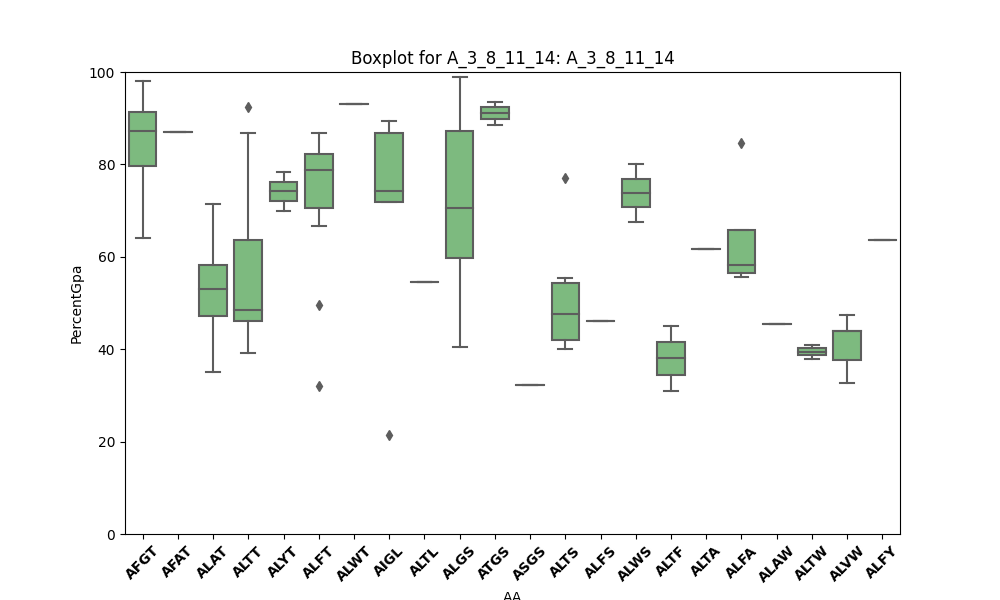 Boxplot for A_3_8_11_14: A_3_8_11_14
100
80
60
40
20
0
PercentGpa
AFGT AFAT ALAT ALTT ALYT ALFT ALWT AIGL ALTL ALGS ATGS ASGS ALTS ALFS ALWS ALTF ALTA ALFA ALAW ALTW ALVW ALFY
AA